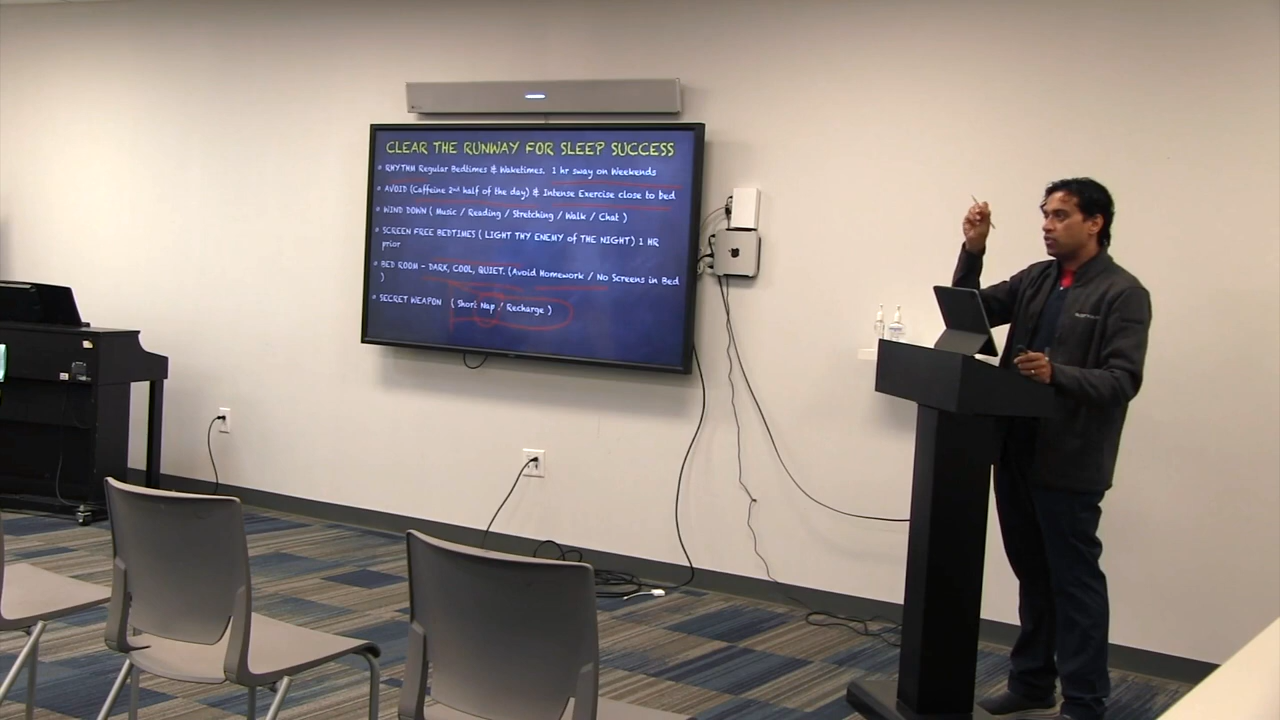 CLEAR THE RUNWAY FOR SLEEP SUCCESS
RHYTHM Regular Bedtimes & Waketimes. 1 hr sway on Weekends
AVOID (Caffeine 2nd half of the day) & Intense Exercise close to bed
WIND DOWN ( Music / Reading / Stretching / Walk / Chat )
SCREEN FREE BEDTIMES ( LIGHT THY ENEMY of THE NIGHT) 1 HR
prior
BED ROOM - DARK, COOL, QUIET. (Avoid Homework / No Screens in Bed
)
SECRET WEAPON ( Short Nap / Recharge )